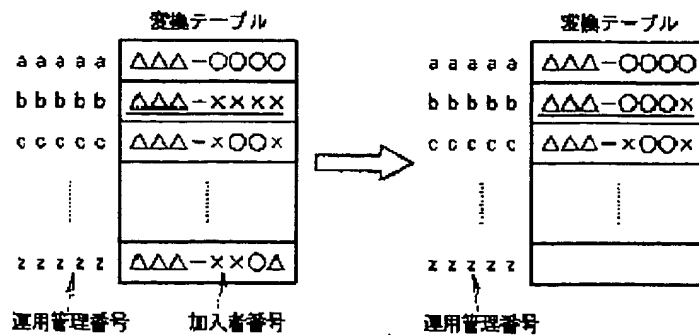 変換テーブル
aaaaa △△△-○○○○
bbbbb △△△-××××
ccccc △△△-×○○×
zzzzz △△△-××○△
運用管理番号 加入者番号
変換テーブル
aaaaa △△△-○○○○
bbbbb △△△-○○○×
ccccc △△△-×○○×
zzzzz
運用管理番号